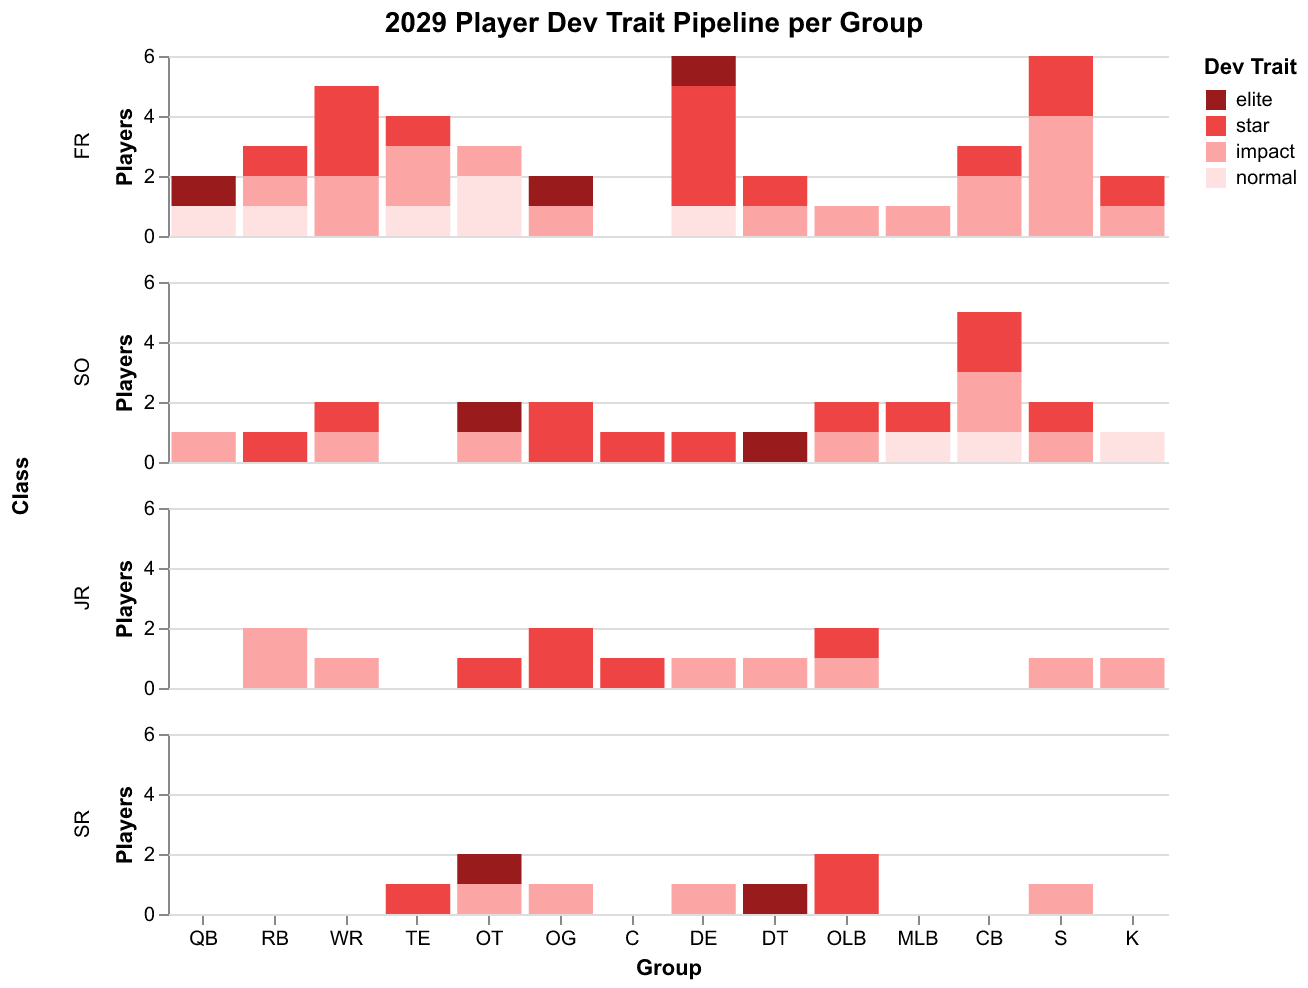 2029 Player Dev Trait Pipeline per Group
Dev Trait
elite
star
impact
normal
Class
FR
Players
6
4
2
0
SO
Players
6
4
2
0
JR
Players
6
4
2
0
SR
Players
6
4
2
0
QB RB WR TE OT OG C DE DT OLB MLB CB S K
Group